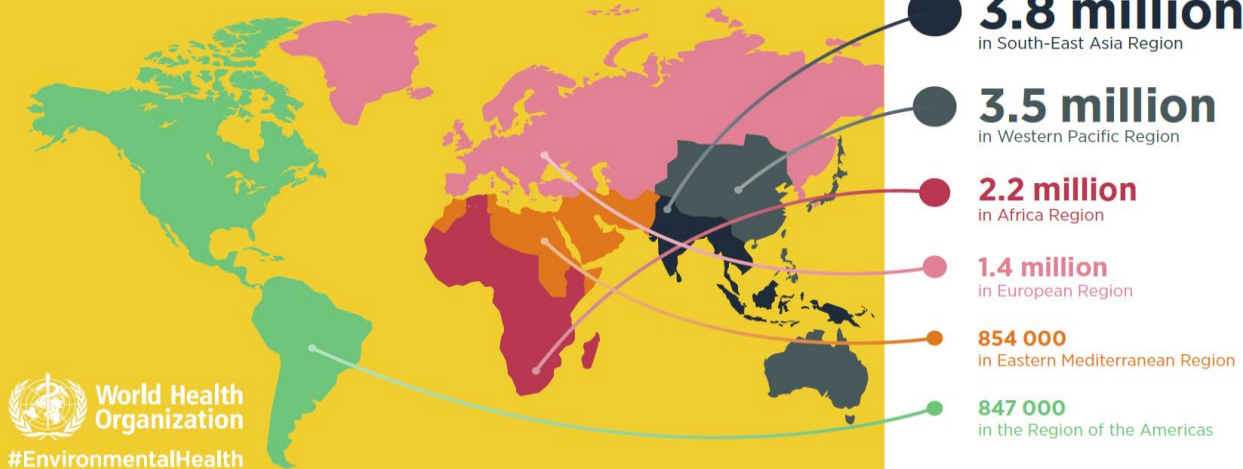 3.8 million
in South-East Asia Region
3.5 million
in Western Pacific Region
2.2 million
in Africa Region
1.4 million
in European Region
854 000
in Eastern Mediterranean Region
847 000
in the Region of the Americas
World Health
Organization
#EnvironmentalHealth